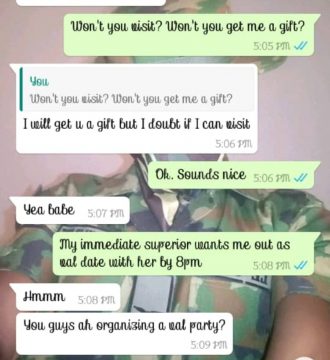 Won't you visit? Won't you get me a gift?
5:05 PM
You
Won't you visit? Won't you get me a gift?
I will get u a gift but I doubt if I can visit
5:06 PM
Ok. Sounds nice 5:06 PM
Yea babe 5:07 PM
My immediate superior wants me out as
val date with her by 8pm 5:08 PM
Hmmm 5:08 PM
You guys ah organizing a val party?
5:09 PM